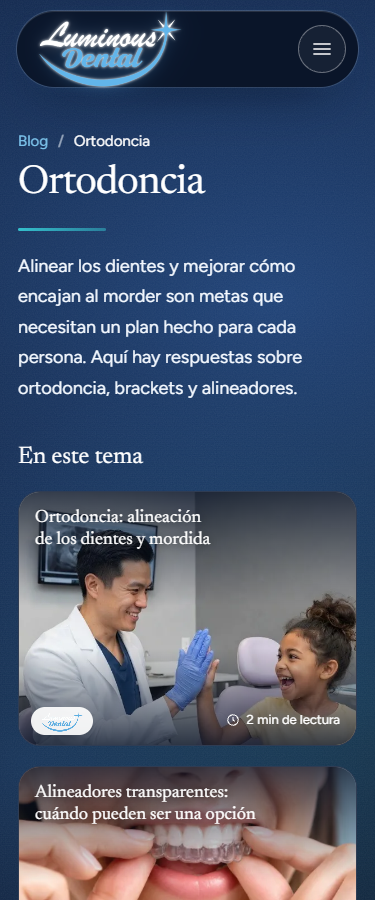 Luminous
Dental
Blog / Ortodoncia
Ortodoncia
Alinear los dientes y mejorar cómo
encajan al morder son metas que
necesitan un plan hecho para cada
persona. Aquí hay respuestas sobre
ortodoncia, brackets y alineadores.
En este tema
Ortodoncia: alineación
de los dientes y mordida
Dental
2 min de lectura
Alineadores transparentes:
cuándo pueden ser una opción